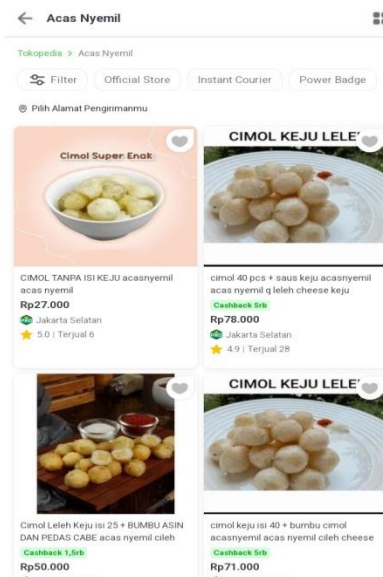 Acas Nyemil
Tokopedia > Acas Nyemil
Filter
Official Store
Instant Courier
Power Badge
Pilih Alamat Pengirimanmu
Cimol Super Enak
CIMOL TANPA ISI KEJU acasnyemil
acas nyemil
Rp27.000
Jakarta Selatan
5.0 | Terjual 6
CIMOL KEJU LELE
cimol 40 pcs + saus keju acasnyemil
acas nyemil q leleh cheese keju
Cashback 5rb
Rp78.000
Jakarta Selatan
4.9 | Terjual 28
Cimol Leleh Keju isi 25 + BUMBU ASIN
DAN PEDAS CABE acas nyemil cileh
Cashback 1,5rb
Rp50.000
CIMOL KEJU LELE
cimol keju isi 40 + bumbu cimol
acasnyemil acas nyemil cileh cheese
Cashback 5rb
Rp71.000